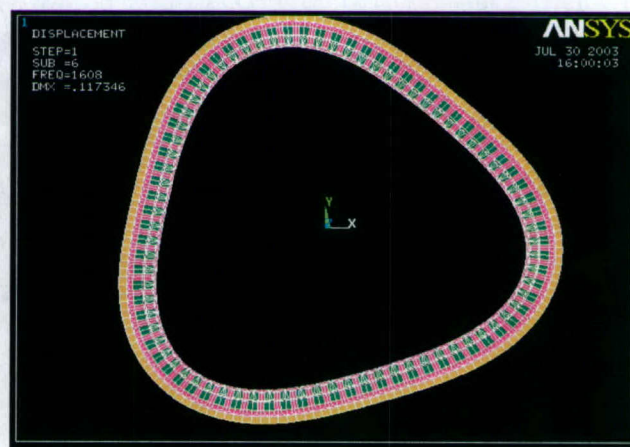 1
DISPLACEMENT
STEP=1
SUB =6
FREQ=1608
DMX =.117346
ANSYS
JUL 30 2003
16:00:03
Y
X